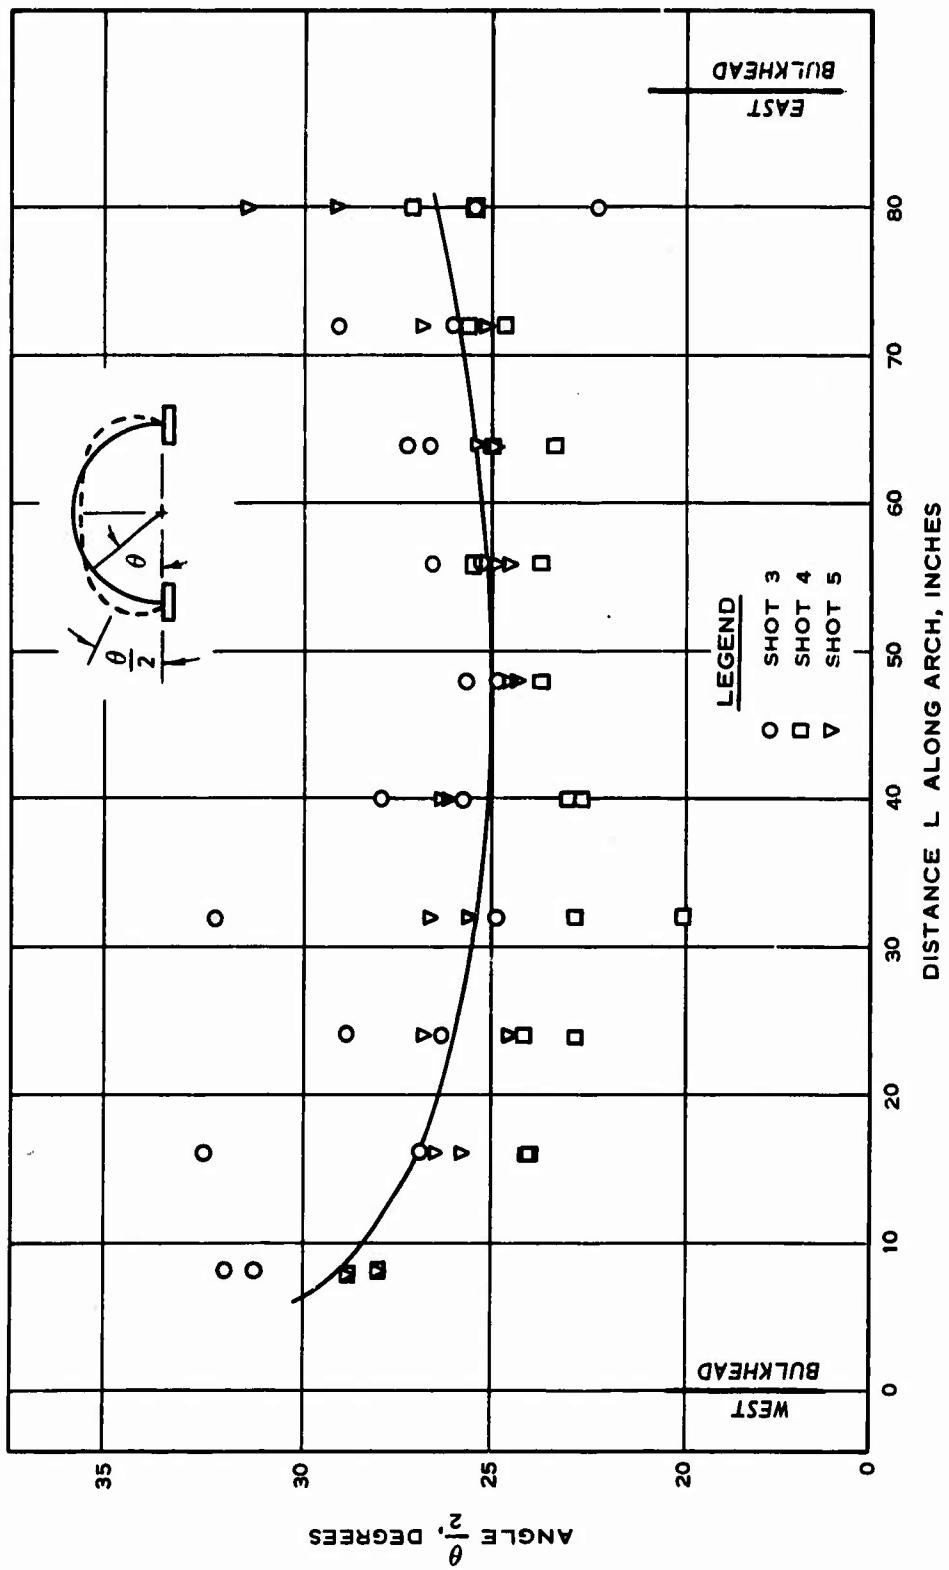 ANGLE θ/2, DEGREES
35
30
25
20
0
θ
θ/2
LEGEND
○ SHOT 3
□ SHOT 4
▽ SHOT 5
WEST
BULKHEAD
EAST
BULKHEAD
0
10
20
30
40
50
60
70
80
DISTANCE L ALONG ARCH, INCHES